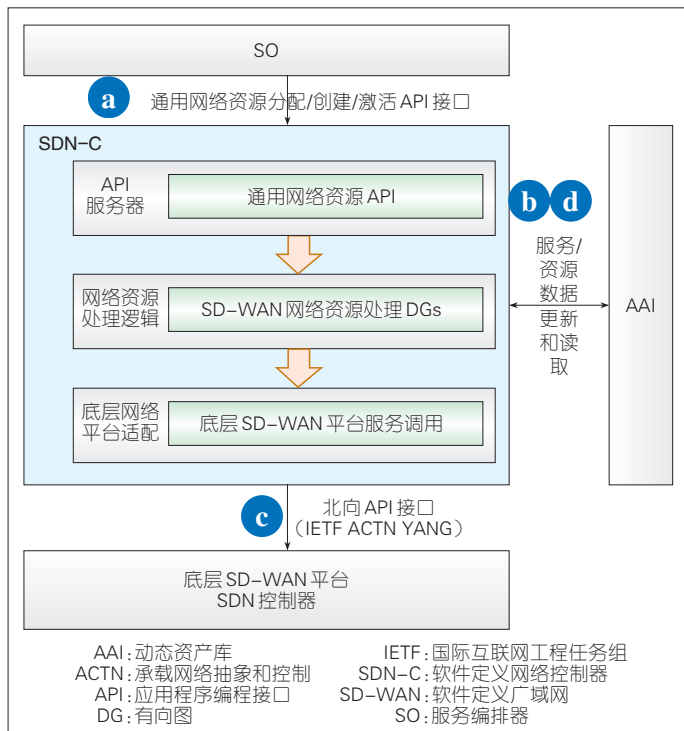 SO
a
通用网络资源分配/创建/激活 API 接口
SDN-C
API
服务器
通用网络资源 API
b d
服务/
资源
数据
更新
和读
取
AAI
网络资源
处理逻辑
SD-WAN 网络资源处理 DGs
底层网络
平台适配
底层 SD-WAN 平台服务调用
c
北向 API 接口
（IETF ACTN YANG）
底层 SD-WAN 平台
SDN 控制器
AAI：动态资产库
IETF：国际互联网工程任务组
ACTN：承载网络抽象和控制
SDN-C：软件定义网络控制器
API：应用程序编程接口
SD-WAN：软件定义广域网
DG：有向图
SO：服务编排器